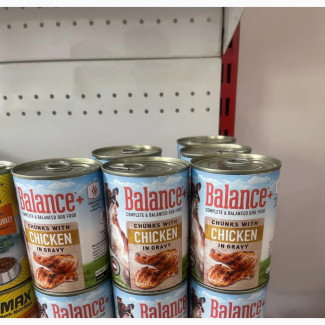 Balance+
COMPLETE & BALANCED DOG FOOD
CHUNKS WITH
CHICKEN
IN GRAVY
Balance+
COMPLETE & BALANCED DOG FOOD
CHUNKS WITH
CHICKEN
IN GRAVY
Balance+
COMPLETE & BALANCED DOG FOOD
CHUNKS WITH
CHICKEN
IN GRAVY
MAX
Balance+
Balance+
Balance+